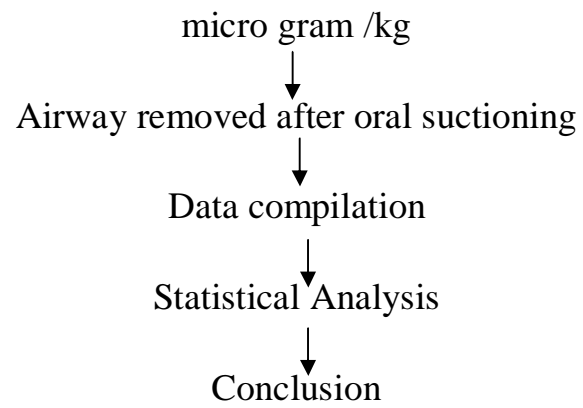 micro gram /kg
Airway removed after oral suctioning
Data compilation
Statistical Analysis
Conclusion